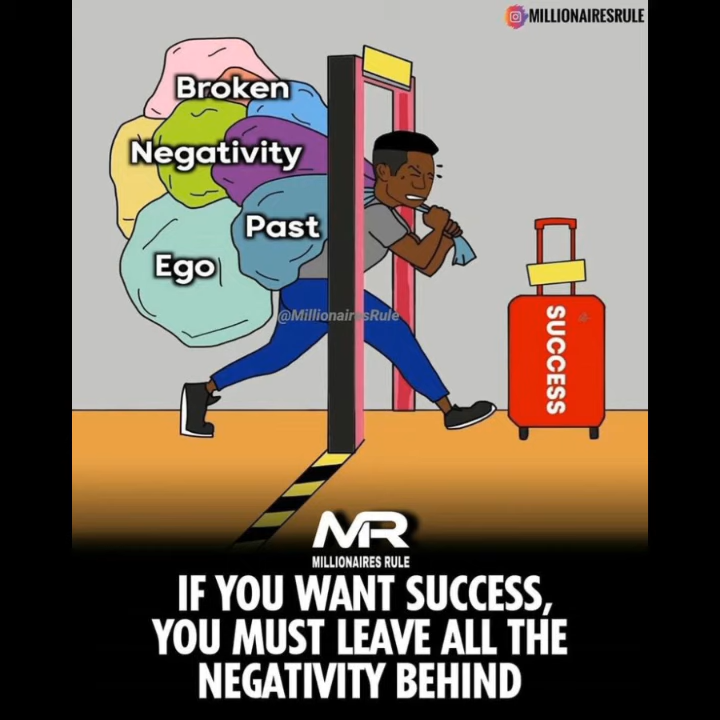 MILLIONAIRESRULE
Broken
Negativity
Past
Ego
@MillionairesRule
SUCCESS
MR
MILLIONAIRES RULE
IF YOU WANT SUCCESS,
YOU MUST LEAVE ALL THE
NEGATIVITY BEHIND